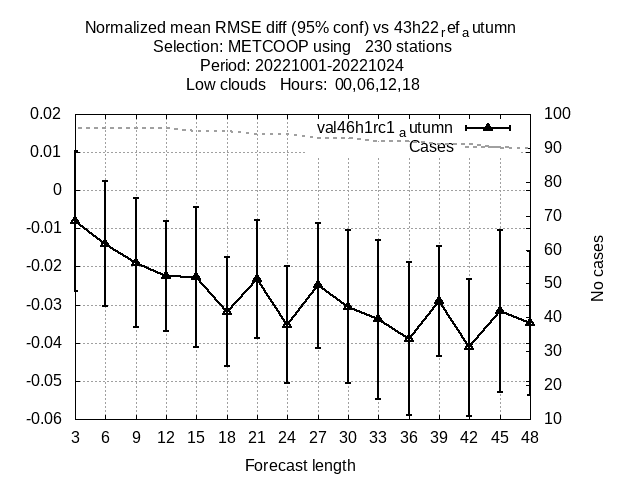 Normalized mean RMSE diff (95% conf) vs 43h22 r ef a utumn
Selection: METCOOP using 230 stations
Period: 20221001-20221024
Low clouds Hours: 00,06,12,18
0.02 100
val46h1rc1 a utumn
Cases
0.01 90
0 80
-0.01 70
60
-0.02 50
-0.03 40
-0.04 30
-0.05 20
-0.06 10
No cases
3 6 9 12 15 18 21 24 27 30 33 36 39 42 45 48
Forecast length